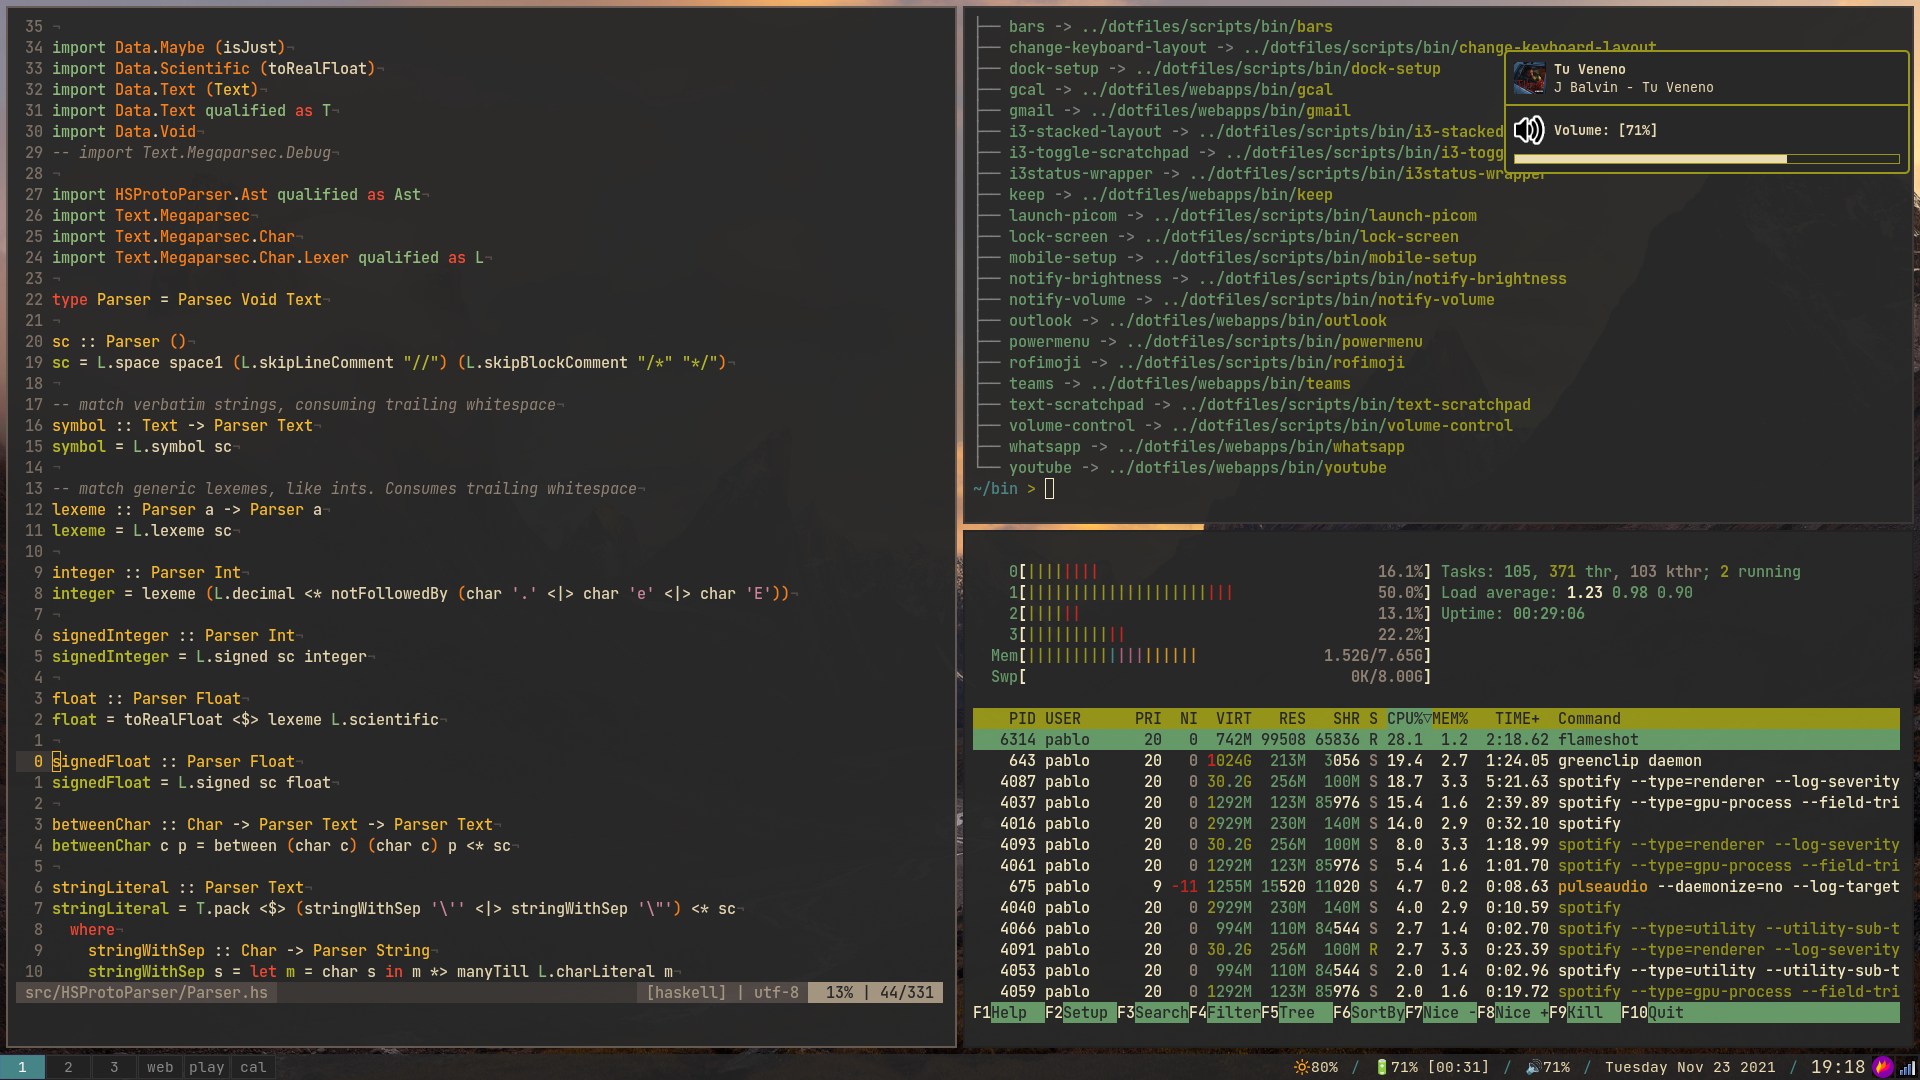 35 ¬
34 import Data.Maybe (isJust)¬
33 import Data.Scientific (toRealFloat)¬
32 import Data.Text (Text)¬
31 import Data.Text qualified as T¬
30 import Data.Void¬
29 -- import Text.Megaparsec.Debug¬
28 ¬
27 import HSProtoParser.Ast qualified as Ast¬
26 import Text.Megaparsec¬
25 import Text.Megaparsec.Char¬
24 import Text.Megaparsec.Char.Lexer qualified as L¬
23 ¬
22 type Parser = Parsec Void Text¬
21 ¬
20 sc :: Parser ()¬
19 sc = L.space space1 (L.skipLineComment "//") (L.skipBlockComment "/*" "*/")¬
18 ¬
17 -- match verbatim strings, consuming trailing whitespace¬
16 symbol :: Text -> Parser Text¬
15 symbol = L.symbol sc¬
14 ¬
13 -- match generic lexemes, like ints. Consumes trailing whitespace¬
12 lexeme :: Parser a -> Parser a¬
11 lexeme = L.lexeme sc¬
10 ¬
9 integer :: Parser Int¬
8 integer = lexeme (L.decimal <* notFollowedBy (char '.' <|> char 'e' <|> char 'E'))¬
7 ¬
6 signedInteger :: Parser Int¬
5 signedInteger = L.signed sc integer¬
4 ¬
3 float :: Parser Float¬
2 float = toRealFloat <$> lexeme L.scientific¬
1 ¬
0 signedFloat :: Parser Float¬
1 signedFloat = L.signed sc float¬
2 ¬
3 betweenChar :: Char -> Parser Text -> Parser Text¬
4 betweenChar c p = between (char c) (char c) p <* sc¬
5 ¬
6 stringLiteral :: Parser Text¬
7 stringLiteral = T.pack <$> (stringWithSep '\'' <|> stringWithSep '\"') <* sc¬
8 where¬
9 stringWithSep :: Char -> Parser String¬
10 stringWithSep s = let m = char s in m *> manyTill L.charLiteral m¬
src/HSProtoParser/Parser.hs [haskell] | utf-8 13% | 44/331
├── bars -> ../dotfiles/scripts/bin/bars
├── change-keyboard-layout -> ../dotfiles/scripts/bin/change-keyboard-layout
├── dock-setup -> ../dotfiles/scripts/bin/dock-setup
├── gcal -> ../dotfiles/webapps/bin/gcal
├── gmail -> ../dotfiles/webapps/bin/gmail
├── i3-stacked-layout -> ../dotfiles/scripts/bin/i3-stacked
├── i3-toggle-scratchpad -> ../dotfiles/scripts/bin/i3-togg
├── i3status-wrapper -> ../dotfiles/scripts/bin/i3status-wrapper
├── keep -> ../dotfiles/webapps/bin/keep
├── launch-picom -> ../dotfiles/scripts/bin/launch-picom
├── lock-screen -> ../dotfiles/scripts/bin/lock-screen
├── mobile-setup -> ../dotfiles/scripts/bin/mobile-setup
├── notify-brightness -> ../dotfiles/scripts/bin/notify-brightness
├── notify-volume -> ../dotfiles/scripts/bin/notify-volume
├── outlook -> ../dotfiles/webapps/bin/outlook
├── powermenu -> ../dotfiles/scripts/bin/powermenu
├── rofimoji -> ../dotfiles/scripts/bin/rofimoji
├── teams -> ../dotfiles/webapps/bin/teams
├── text-scratchpad -> ../dotfiles/scripts/bin/text-scratchpad
├── volume-control -> ../dotfiles/scripts/bin/volume-control
├── whatsapp -> ../dotfiles/webapps/bin/whatsapp
└── youtube -> ../dotfiles/webapps/bin/youtube
~/bin >
Tu Veneno
J Balvin - Tu Veneno
Volume: [71%]
0[|||||||| 16.1%] Tasks: 105, 371 thr, 103 kthr; 2 running
1[||||||||||||||||||||||| 50.0%] Load average: 1.23 0.98 0.90
2[|||||| 13.1%] Uptime: 00:29:06
3[||||||||||| 22.2%]
Mem[||||||||||||||||||| 1.52G/7.65G]
Swp[ 0K/8.00G]
PID USER PRI NI VIRT RES SHR S CPU%▽MEM% TIME+ Command
6314 pablo 20 0 742M 99508 65836 R 28.1 1.2 2:18.62 flameshot
643 pablo 20 0 1024G 213M 3056 S 19.4 2.7 1:24.05 greenclip daemon
4087 pablo 20 0 30.2G 256M 100M S 18.7 3.3 5:21.63 spotify --type=renderer --log-severity
4037 pablo 20 0 1292M 123M 85976 S 15.4 1.6 2:39.89 spotify --type=gpu-process --field-tri
4016 pablo 20 0 2929M 230M 140M S 14.0 2.9 0:32.10 spotify
4093 pablo 20 0 30.2G 256M 100M S 8.0 3.3 1:18.99 spotify --type=renderer --log-severity
4061 pablo 20 0 1292M 123M 85976 S 5.4 1.6 1:01.70 spotify --type=gpu-process --field-tri
675 pablo 9 -11 1255M 15520 11020 S 4.7 0.2 0:08.63 pulseaudio --daemonize=no --log-target
4040 pablo 20 0 2929M 230M 140M S 4.0 2.9 0:10.59 spotify
4066 pablo 20 0 994M 110M 84544 S 2.7 1.4 0:02.70 spotify --type=utility --utility-sub-t
4091 pablo 20 0 30.2G 256M 100M R 2.7 3.3 0:23.39 spotify --type=renderer --log-severity
4053 pablo 20 0 994M 110M 84544 S 2.0 1.4 0:02.96 spotify --type=utility --utility-sub-t
4059 pablo 20 0 1292M 123M 85976 S 2.0 1.6 0:19.72 spotify --type=gpu-process --field-tri
F1Help F2Setup F3SearchF4FilterF5Tree F6SortByF7Nice -F8Nice +F9Kill F10Quit
1 2 3 web play cal 80% / 71% [00:31] / 71% / Tuesday Nov 23 2021 / 19:18